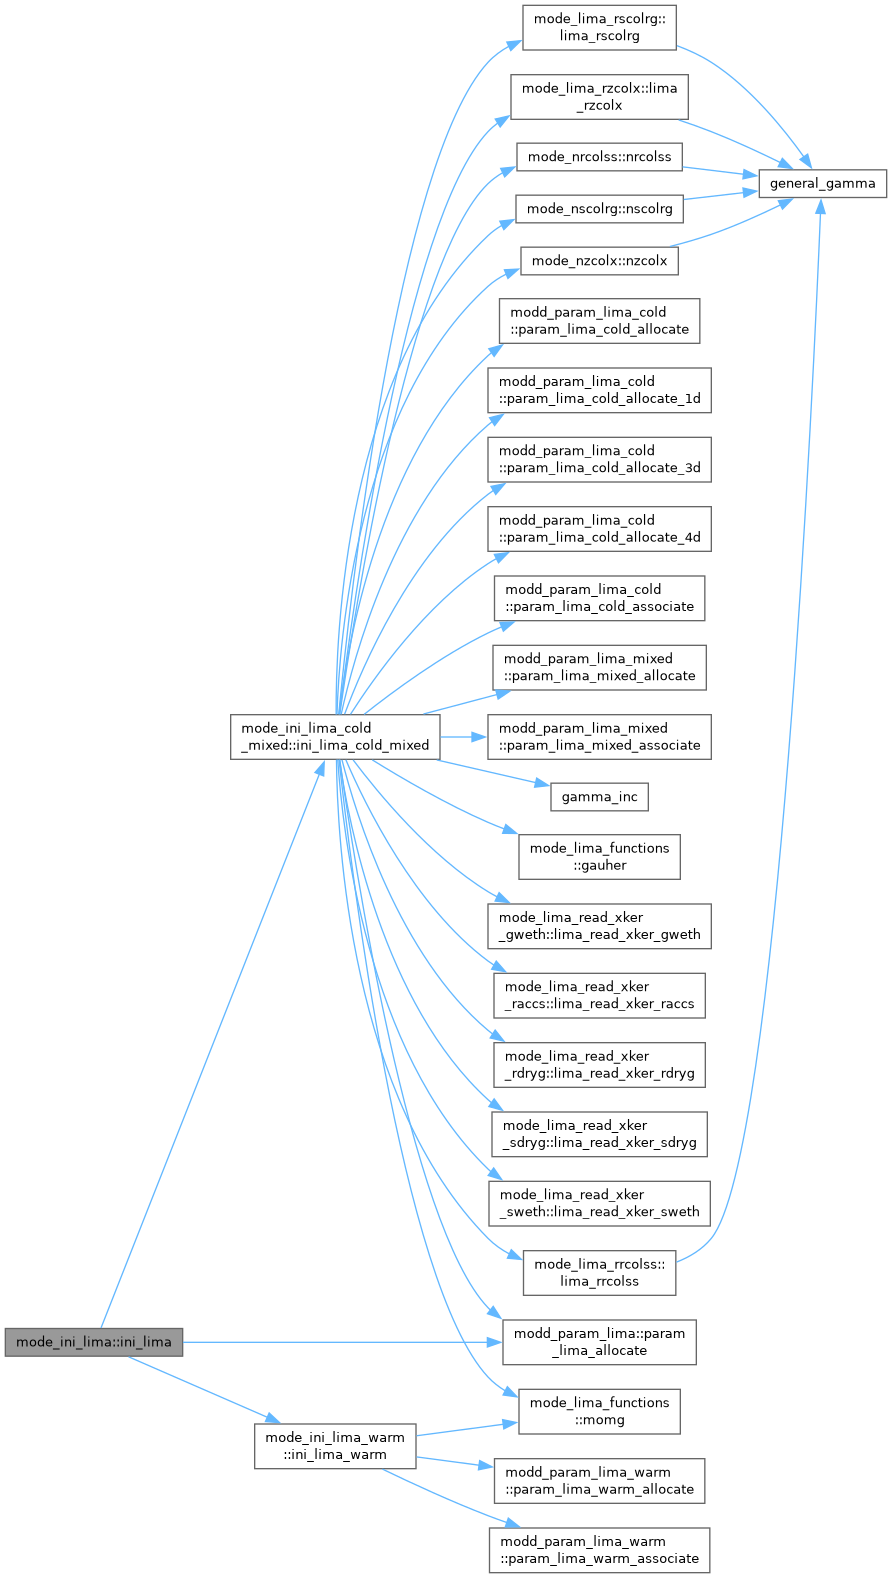 mode_lima_rscolrg::
lima_rscolrg
mode_lima_rzcolx::lima
_rzcolx
mode_nrcolss::nrcolss
general_gamma
mode_nscolrg::nscolrg
mode_nzcolx::nzcolx
modd_param_lima_cold
::param_lima_cold_allocate
modd_param_lima_cold
::param_lima_cold_allocate_1d
modd_param_lima_cold
::param_lima_cold_allocate_3d
modd_param_lima_cold
::param_lima_cold_allocate_4d
modd_param_lima_cold
::param_lima_cold_associate
modd_param_lima_mixed
::param_lima_mixed_allocate
mode_ini_lima_cold
_mixed::ini_lima_cold_mixed
modd_param_lima_mixed
::param_lima_mixed_associate
gamma_inc
mode_lima_functions
::gauher
mode_lima_read_xker
_gweth::lima_read_xker_gweth
mode_lima_read_xker
_raccs::lima_read_xker_raccs
mode_lima_read_xker
_rdryg::lima_read_xker_rdryg
mode_lima_read_xker
_sdryg::lima_read_xker_sdryg
mode_lima_read_xker
_sweth::lima_read_xker_sweth
mode_lima_rrcolss::
lima_rrcolss
mode_ini_lima::ini_lima
modd_param_lima::param
_lima_allocate
mode_lima_functions
::momg
mode_ini_lima_warm
::ini_lima_warm
modd_param_lima_warm
::param_lima_warm_allocate
modd_param_lima_warm
::param_lima_warm_associate